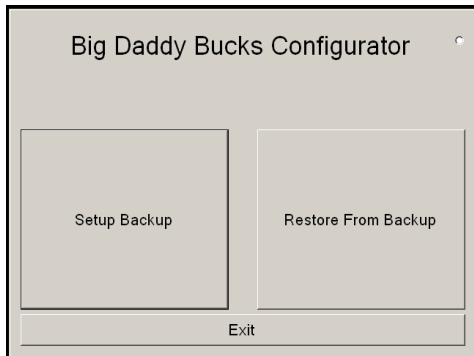 Big Daddy Bucks Configurator
Setup Backup
Restore From Backup
Exit